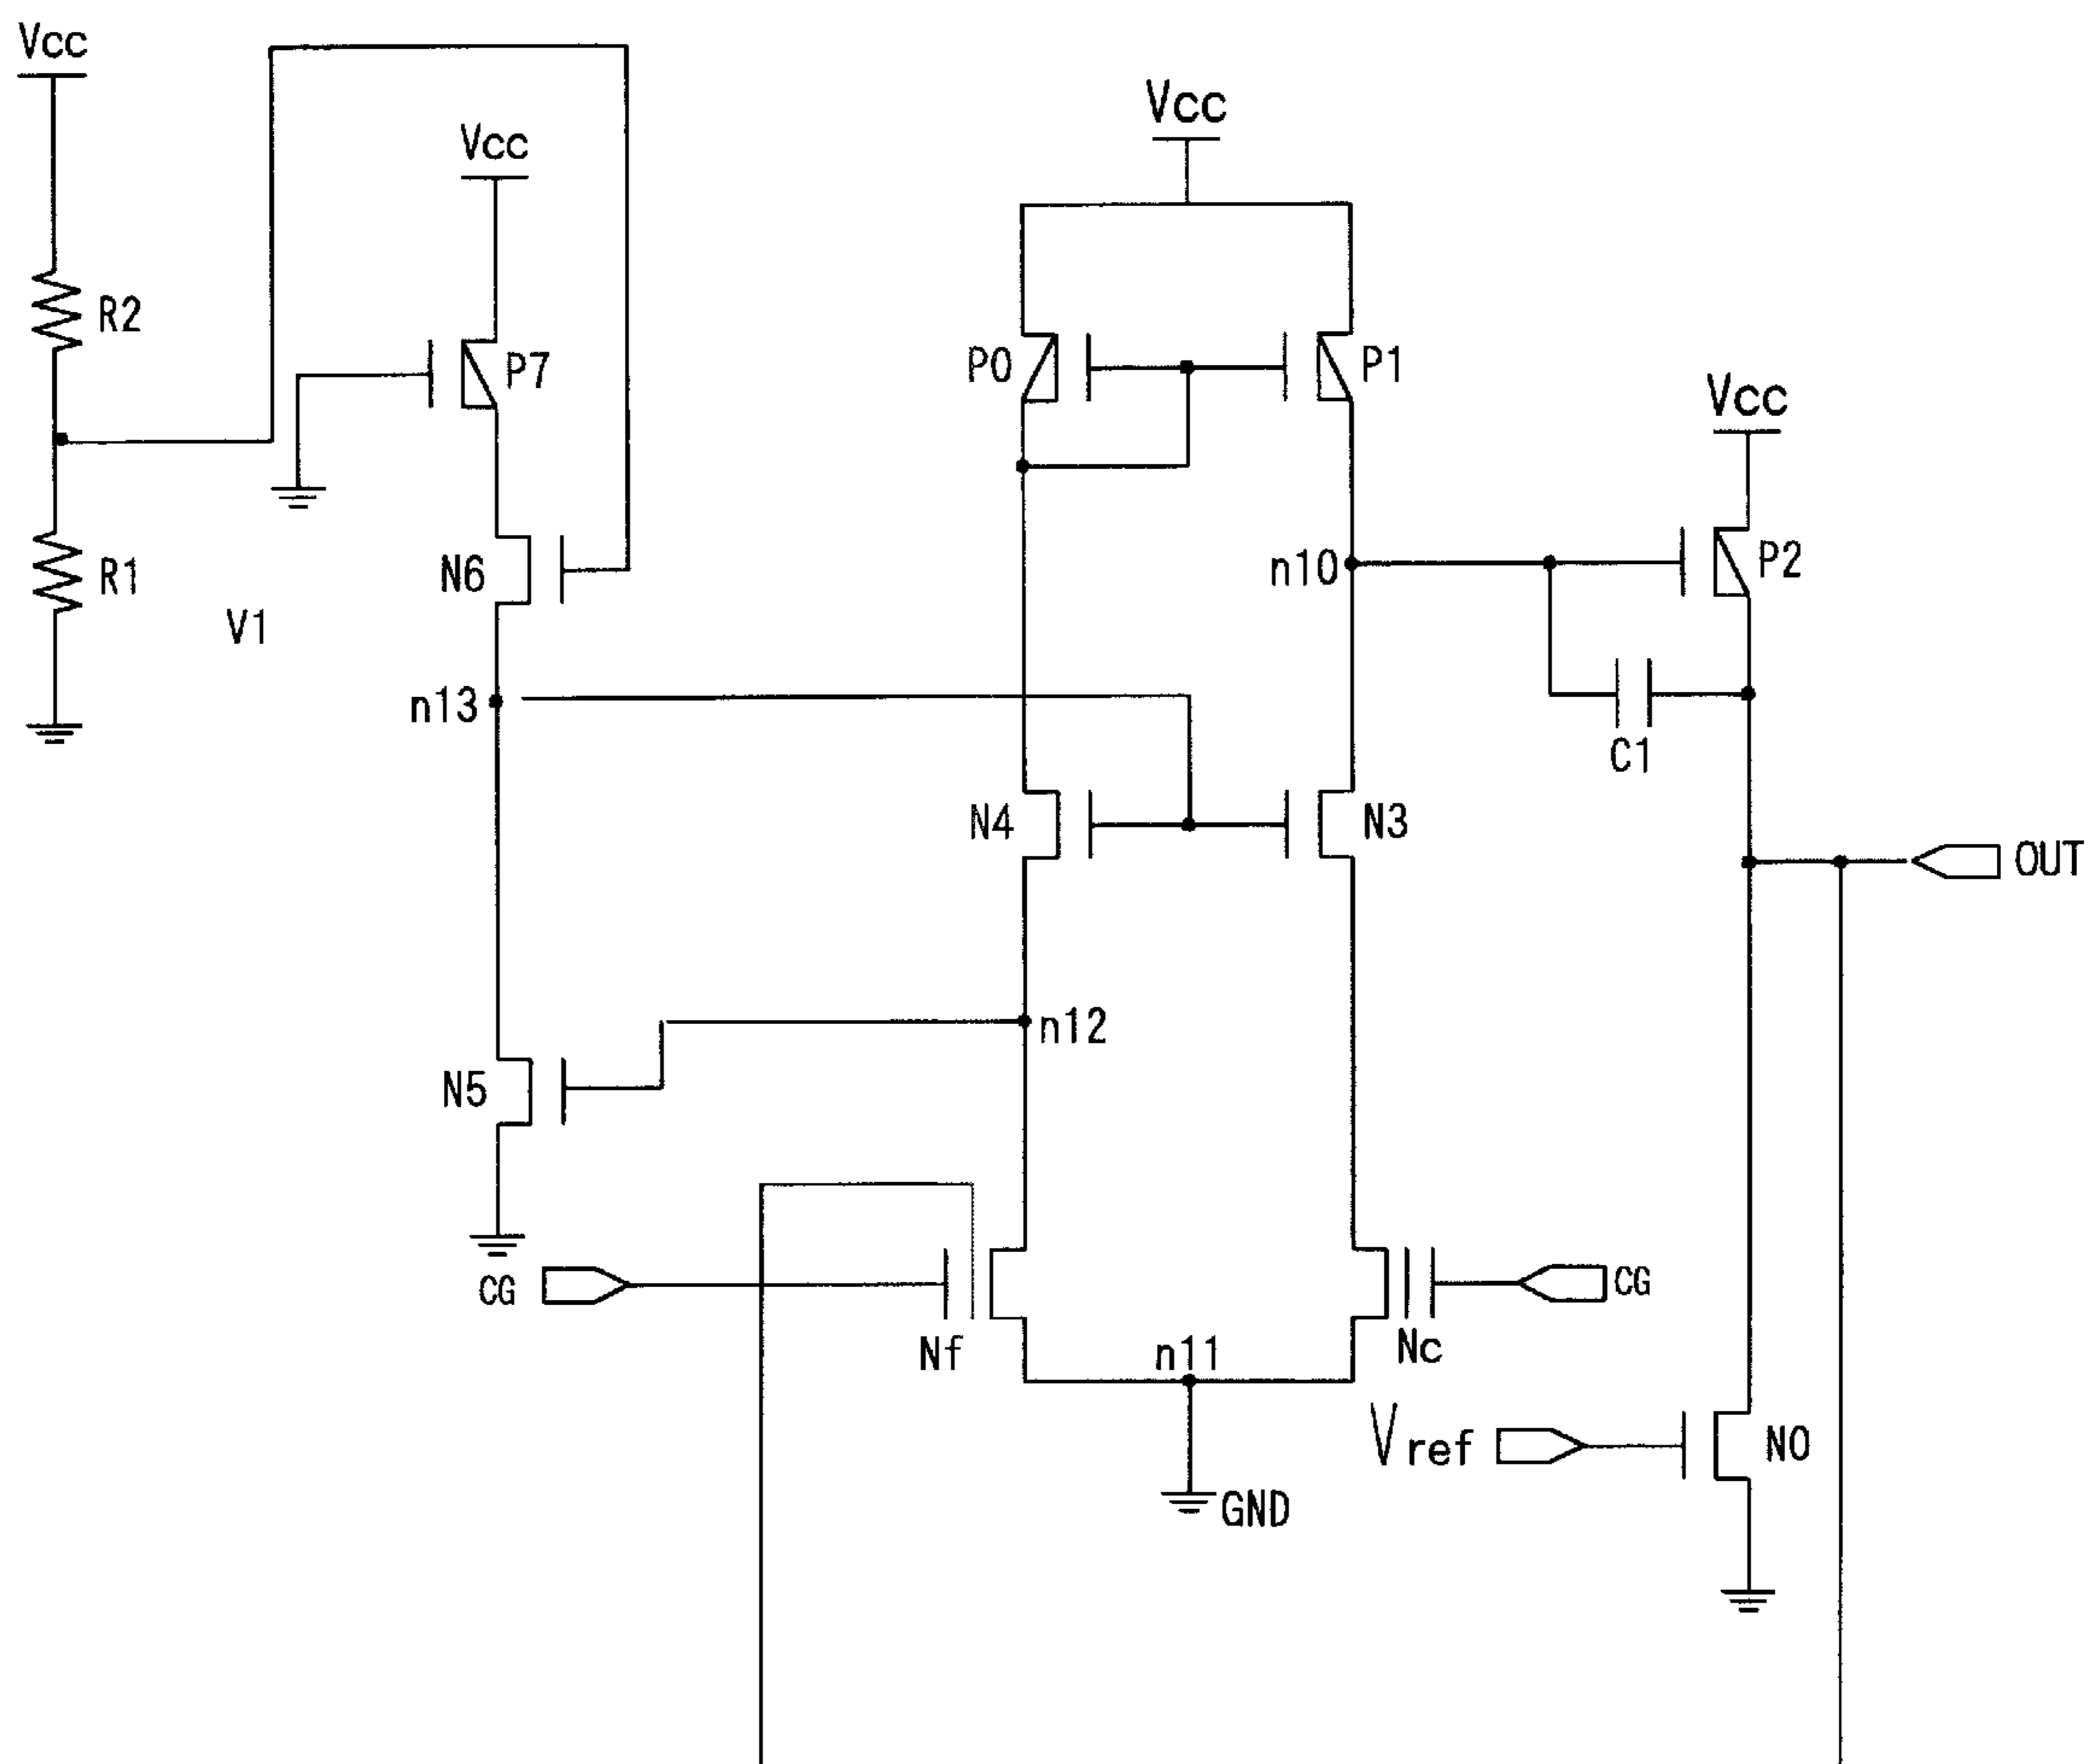 Vcc
Vcc
Vcc
R2
P7
P0
P1
Vcc
n10
P2
N6
R1
V1
n13
C1
N4
N3
OUT
n12
N5
CG
CG
Nf
n11
Nc
Vref
N0
GND